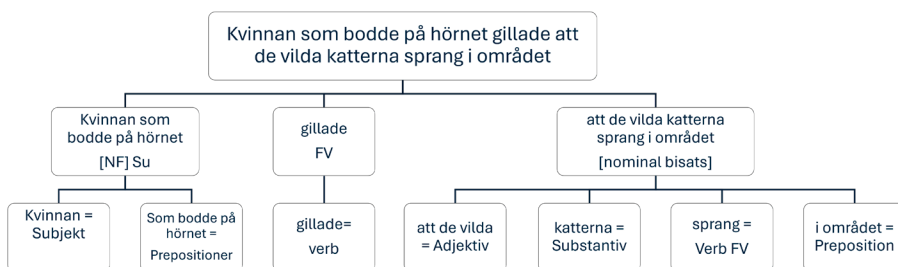 Kvinnan som bodde på hörnet gillade att
de vilda katterna sprang i området
Kvinnan som
bodde på hörnet
[NF] Su
gillade
FV
att de vilda katterna
sprang i området
[nominal bisats]
Kvinnan =
Subjekt
Som bodde på
hörnet =
Prepositioner
gillade=
verb
att de vilda
= Adjektiv
katterna =
Substantiv
sprang =
Verb FV
i området =
Preposition